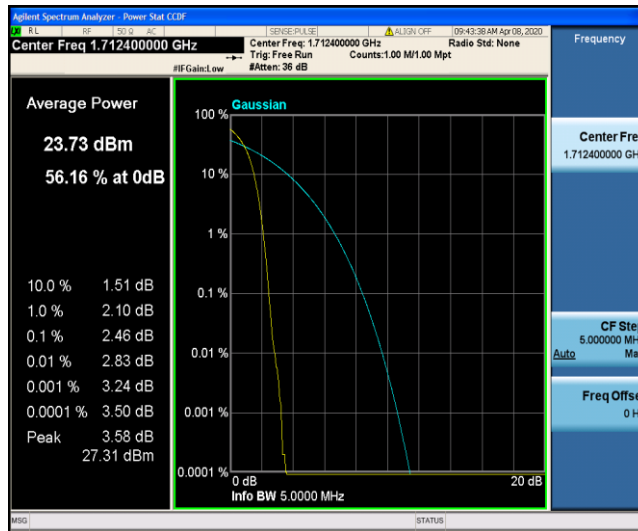 Agilent Spectrum Analyzer - Power Stat CCDF
RL RF 50 Ω AC SENSE:PULSE ALIGN OFF 09:43:38 AM Apr 08, 2020
Center Freq 1.712400000 GHz
Center Freq: 1.712400000 GHz Radio Std: None
Trig: Free Run Counts:1.00 M/1.00 Mpt
#IFGain:Low #Atten: 36 dB
Frequency
Average Power
23.73 dBm
56.16 % at 0dB
10.0 % 1.51 dB
1.0 % 2.10 dB
0.1 % 2.46 dB
0.01 % 2.83 dB
0.001 % 3.24 dB
0.0001 % 3.50 dB
Peak 3.58 dB
27.31 dBm
Gaussian
100 %
10 %
1 %
0.1 %
0.01 %
0.001 %
0.0001 %
0 dB 20 dB
Info BW 5.0000 MHz
Center Fre
1.712400000 GH
CF Ste
5.000000 MH
Auto Ma
Freq Offse
0 H
MSG STATUS